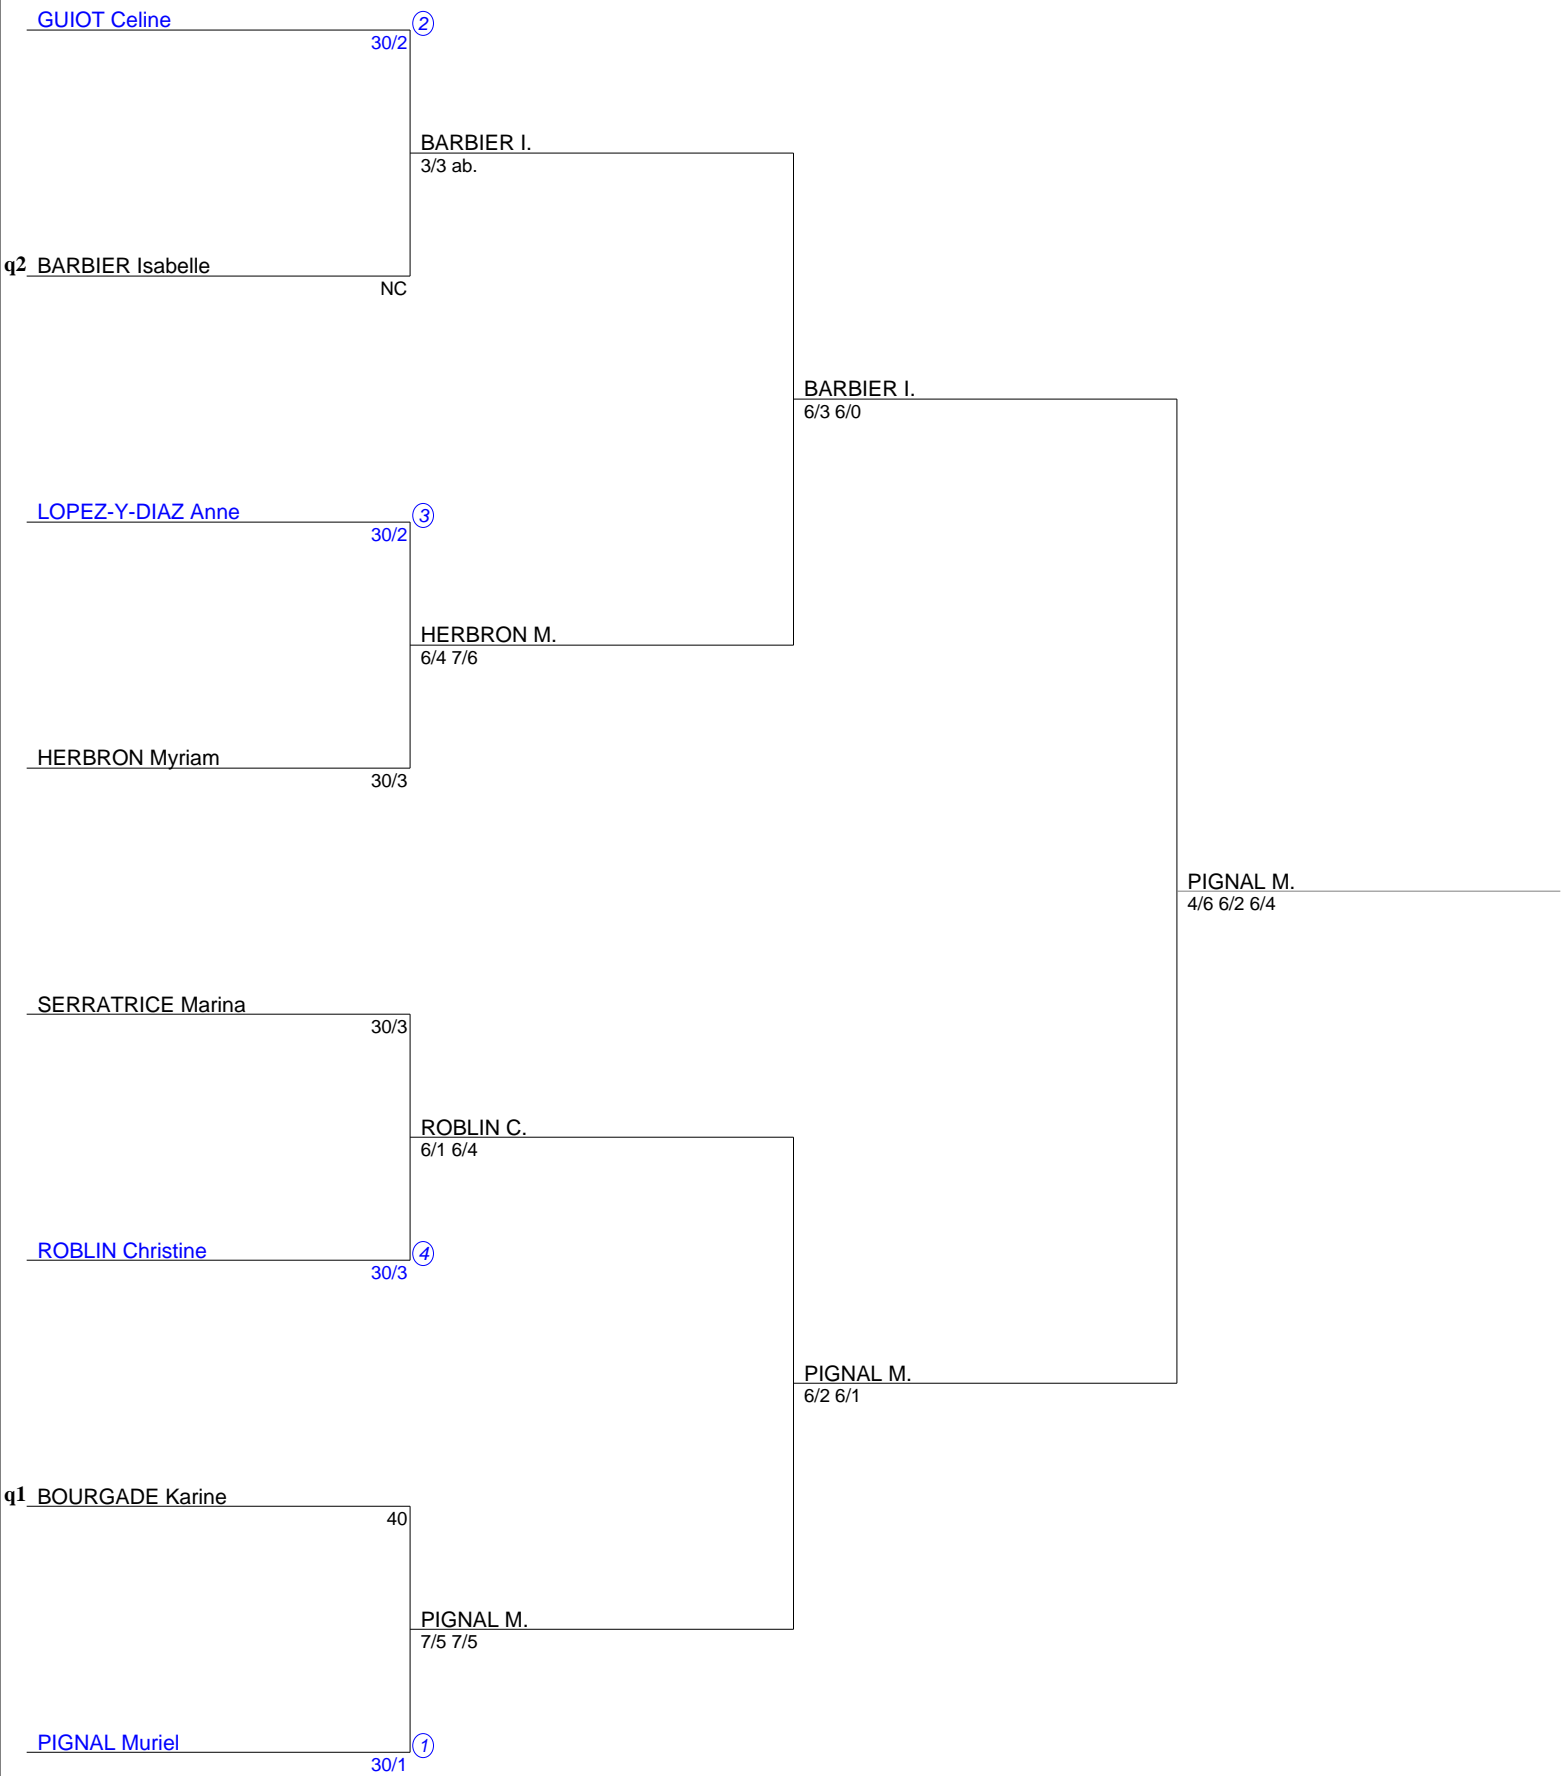 GUIOT Celine
2
30/2
BARBIER I.
3/3 ab.
q2 BARBIER Isabelle
NC
BARBIER I.
6/3 6/0
LOPEZ-Y-DIAZ Anne
3
30/2
HERBRON M.
6/4 7/6
HERBRON Myriam
30/3
PIGNAL M.
4/6 6/2 6/4
SERRATRICE Marina
30/3
ROBLIN C.
6/1 6/4
ROBLIN Christine
4
30/3
PIGNAL M.
6/2 6/1
q1 BOURGADE Karine
40
PIGNAL M.
7/5 7/5
PIGNAL Muriel
1
30/1